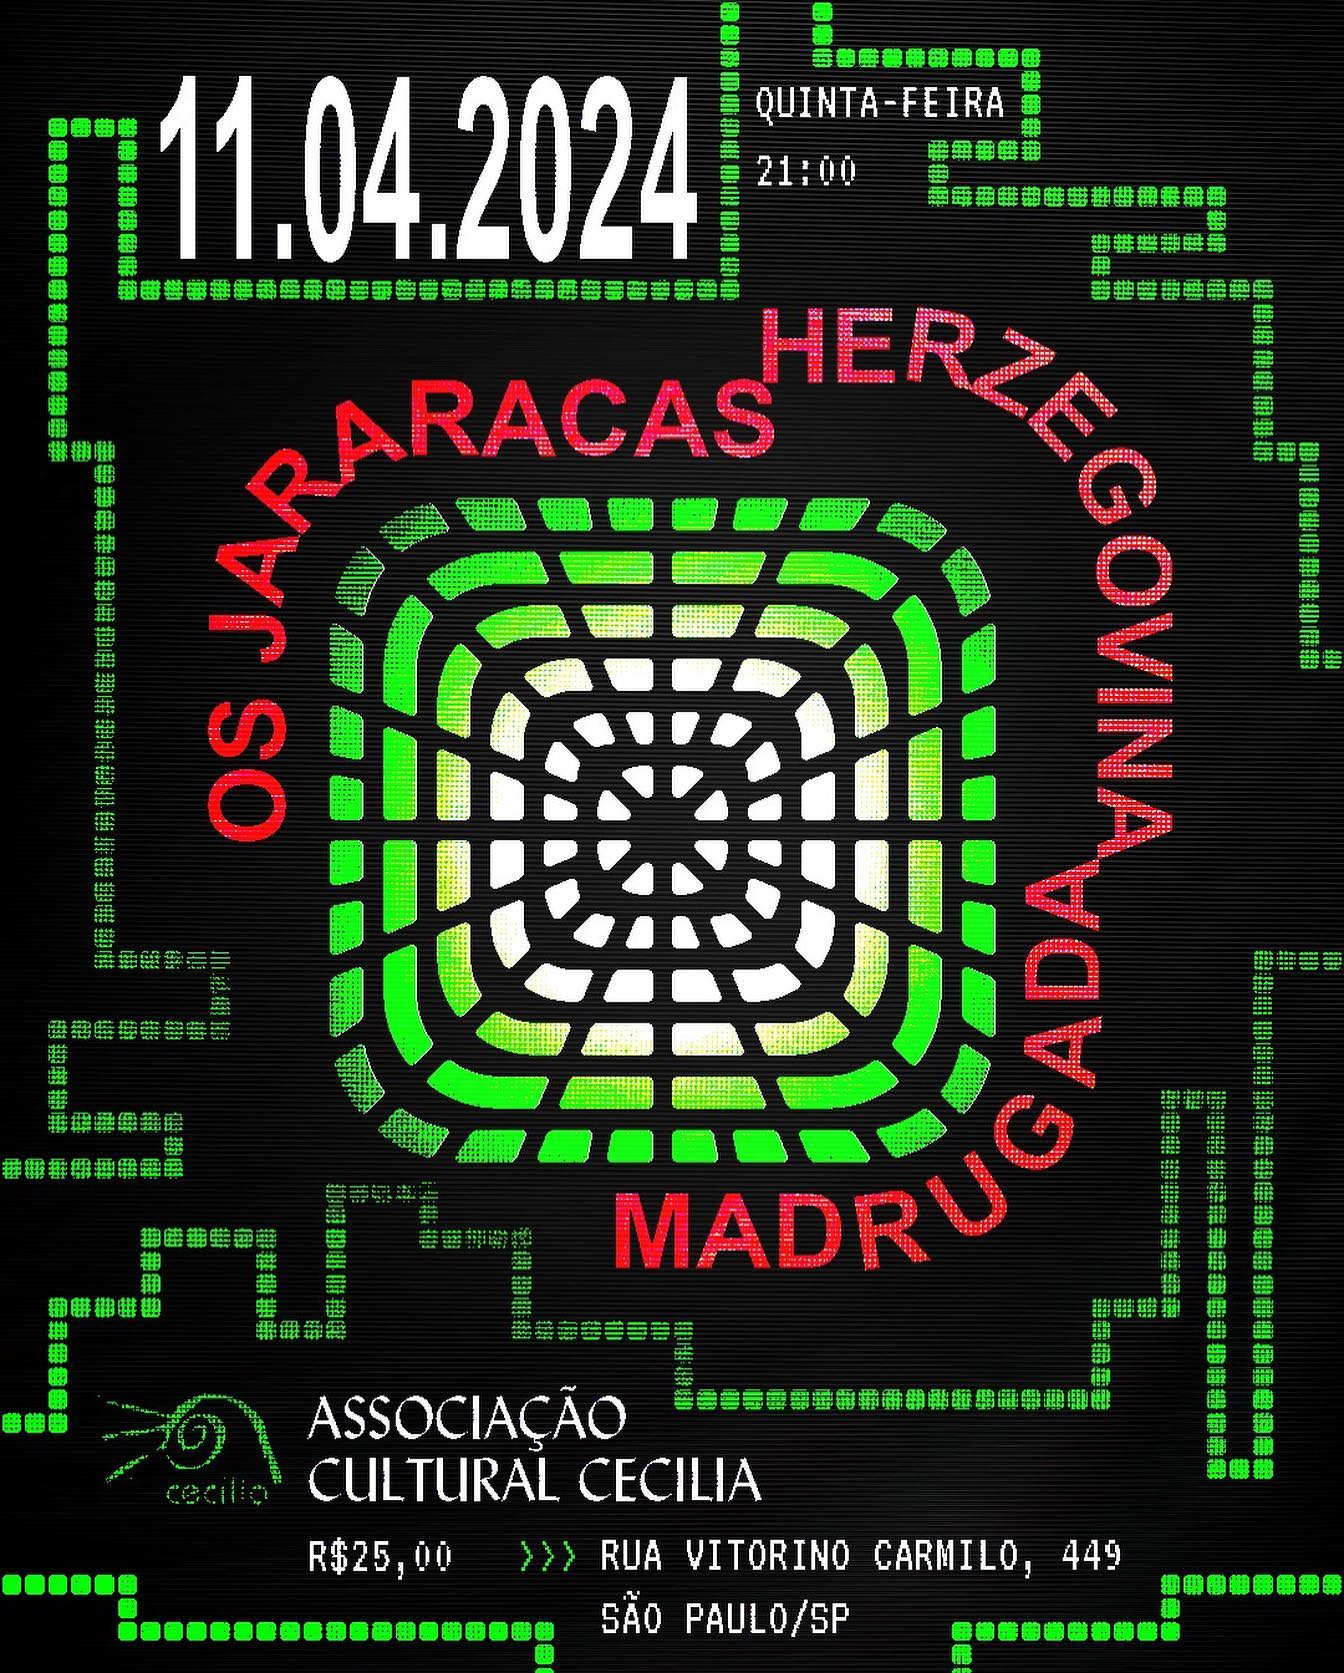 11.04.2024
QUINTA-FEIRA
21:00
OS JARARACAS
HERZEGOVINA
MADRUGADA
cecilia
ASSOCIAÇÃO
CULTURAL CECILIA
R$25,00 >>> RUA VITORINO CARMILO, 449
SÃO PAULO/SP